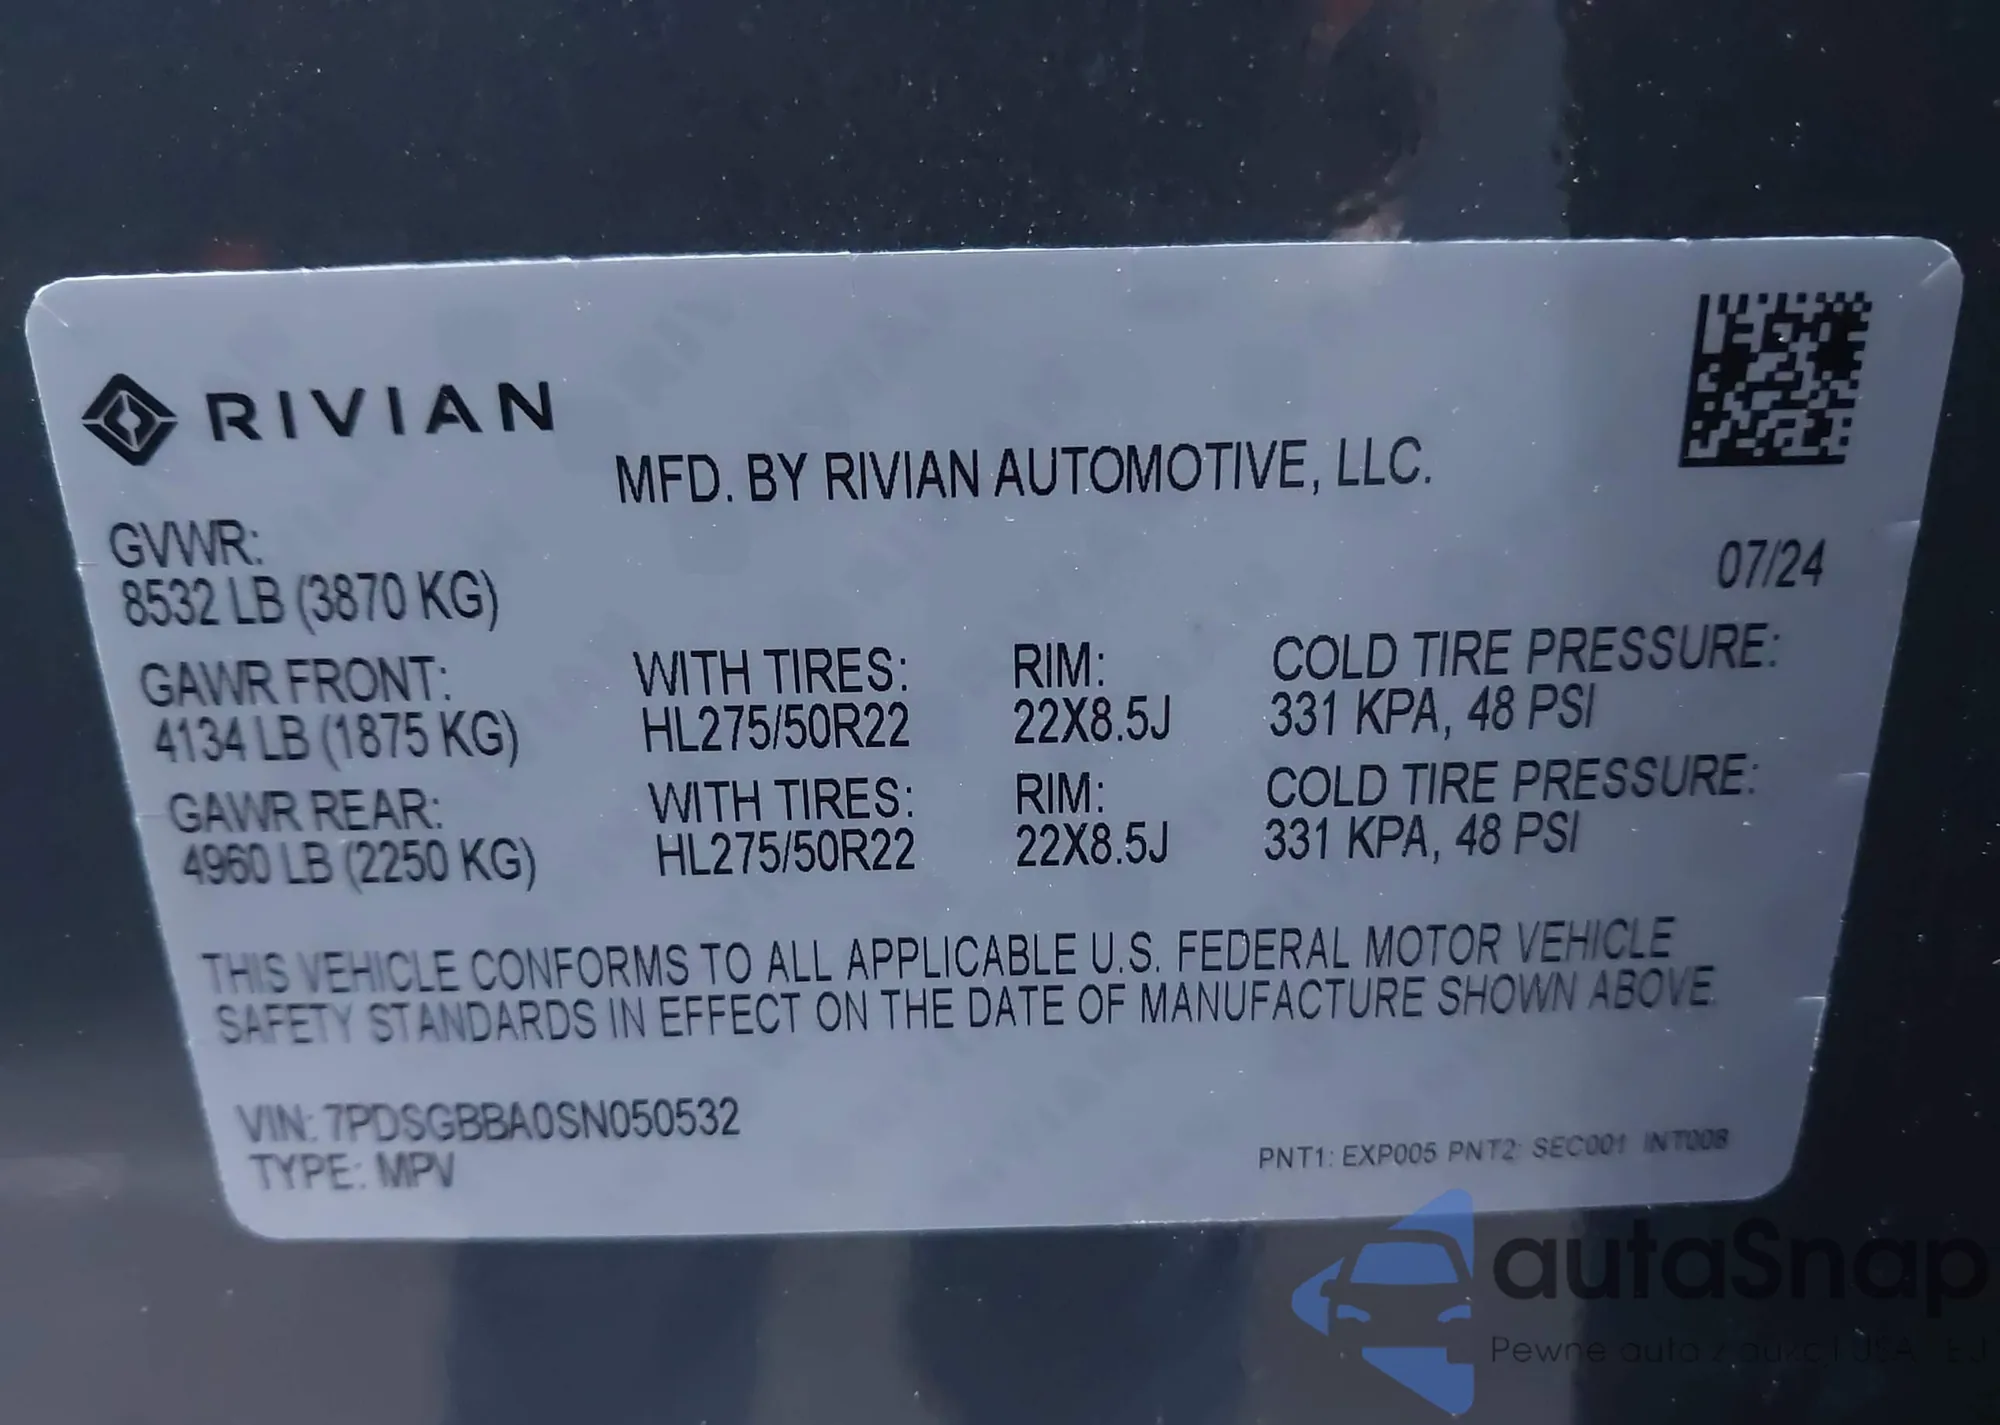 RIVIAN
MFD. BY RIVIAN AUTOMOTIVE, LLC.
07/24
GVWR:
8532 LB (3870 KG)
GAWR FRONT: WITH TIRES: RIM: COLD TIRE PRESSURE:
4134 LB (1875 KG) HL275/50R22 22X8.5J 331 KPA, 48 PSI
GAWR REAR: WITH TIRES: RIM: COLD TIRE PRESSURE:
4960 LB (2250 KG) HL275/50R22 22X8.5J 331 KPA, 48 PSI
THIS VEHICLE CONFORMS TO ALL APPLICABLE U.S. FEDERAL MOTOR VEHICLE
SAFETY STANDARDS IN EFFECT ON THE DATE OF MANUFACTURE SHOWN ABOVE.
VIN: 7PDSGBBA0SN050532
TYPE: MPV
PNT1: EXP005 PNT2: SEC001 INT008
autaSnap
Pewne auta z aukcji USA